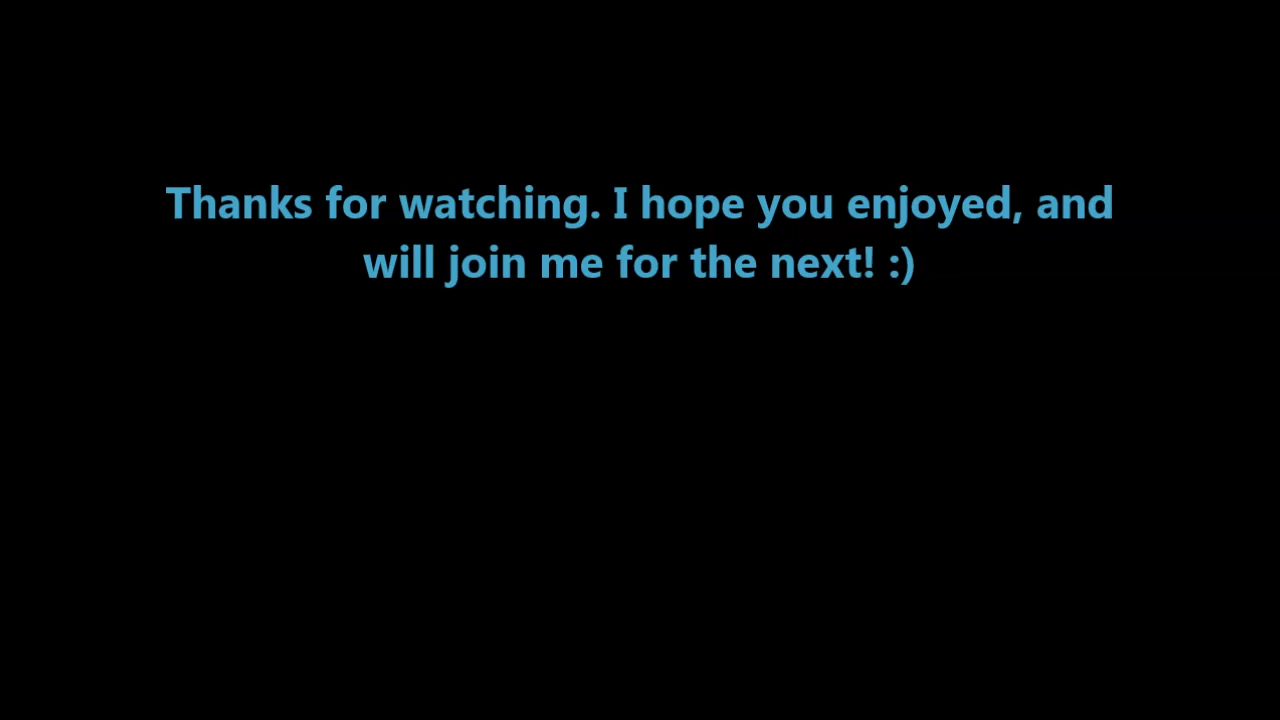 Thanks for watching. I hope you enjoyed, and
will join me for the next! :)